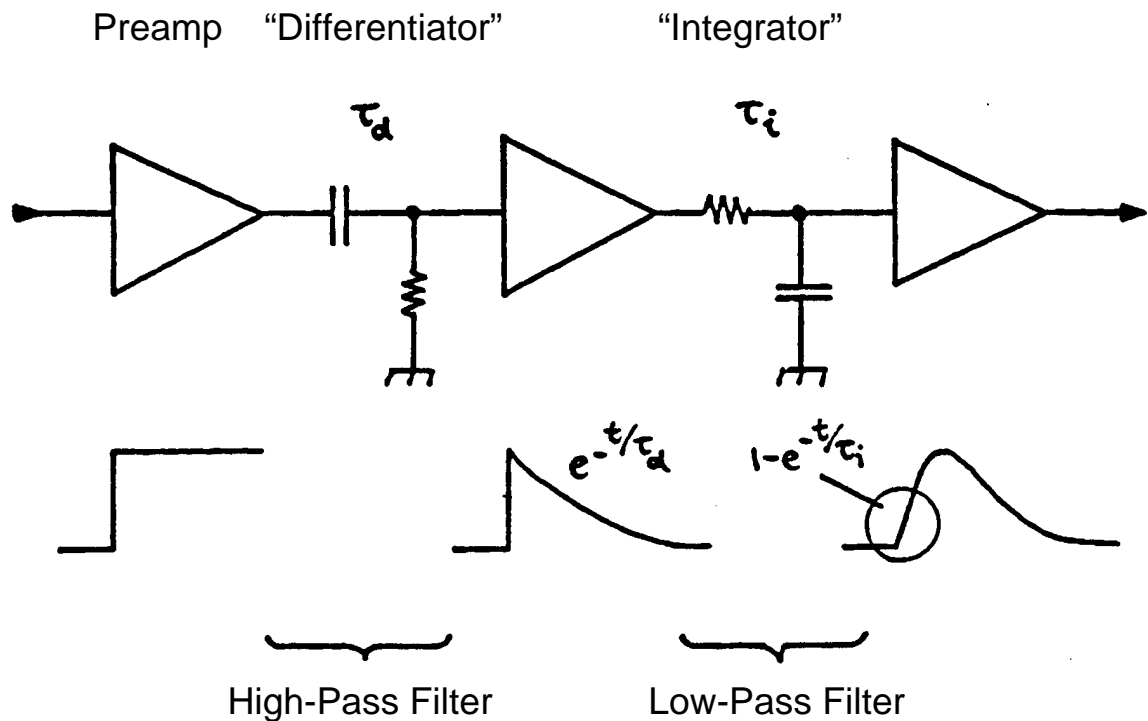 Preamp “Differentiator” “Integrator”
τd τi
e^-t/τd 1-e^-t/τi
High-Pass Filter Low-Pass Filter